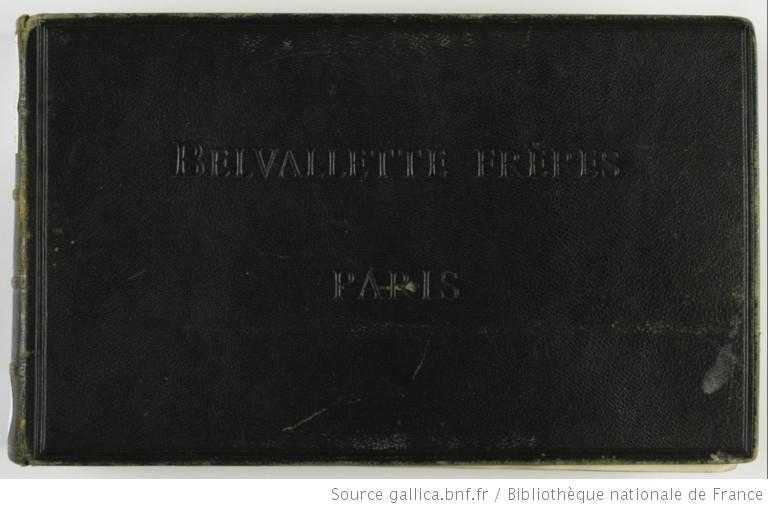 BELVALLETTE FRÈRES
PARIS
Source gallica.bnf.fr / Bibliothèque nationale de France